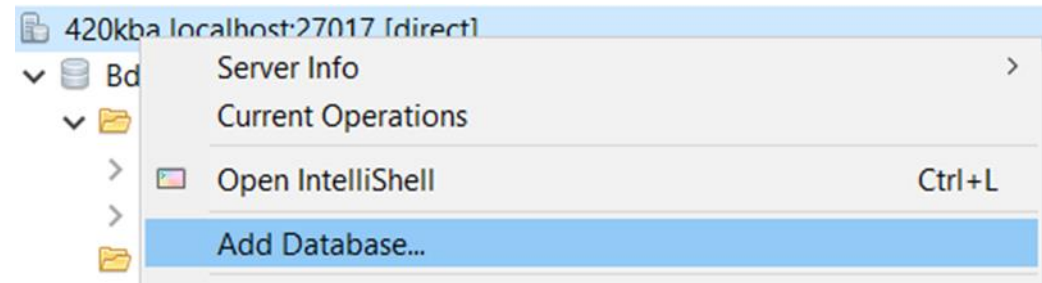 420kba localhost:27017 [direct]
Bd
Server Info
Current Operations
Open IntelliShell Ctrl+L
Add Database...